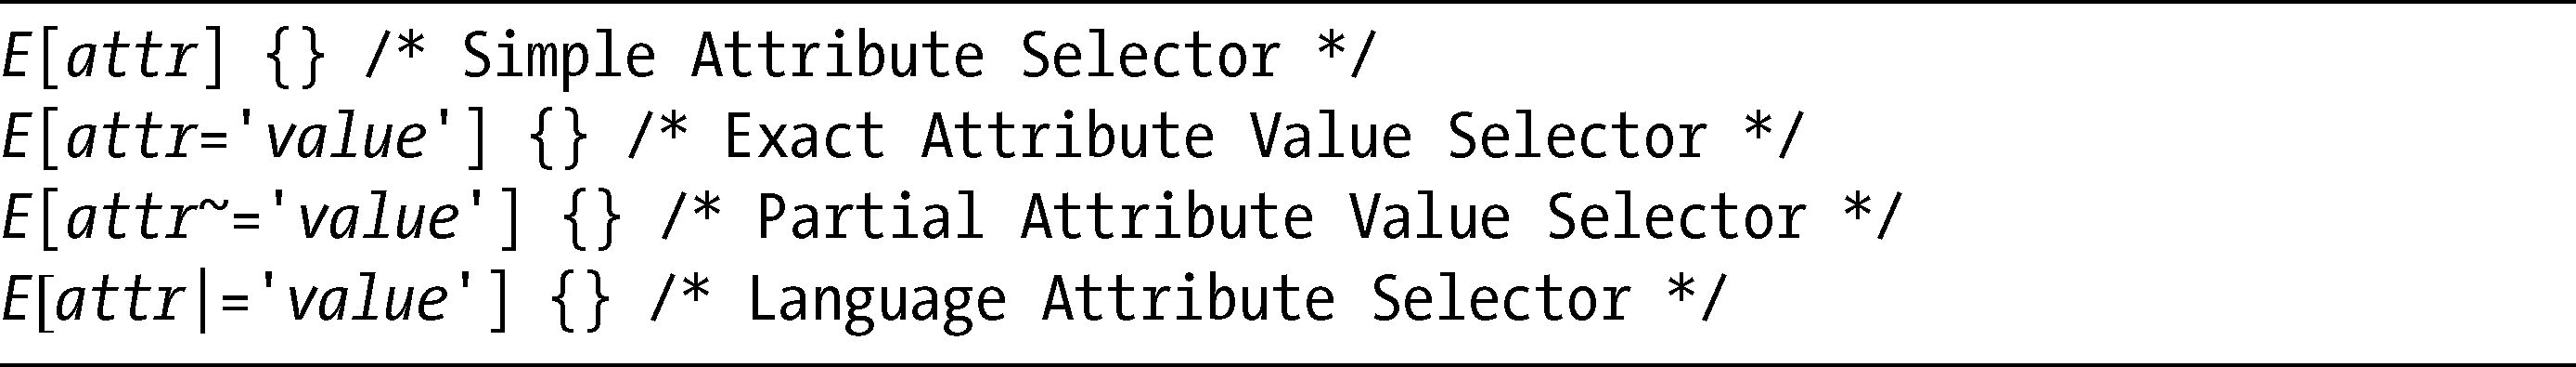 E[attr] {} /* Simple Attribute Selector */
E[attr='value'] {} /* Exact Attribute Value Selector */
E[attr~='value'] {} /* Partial Attribute Value Selector */
E[attr|='value'] {} /* Language Attribute Selector */